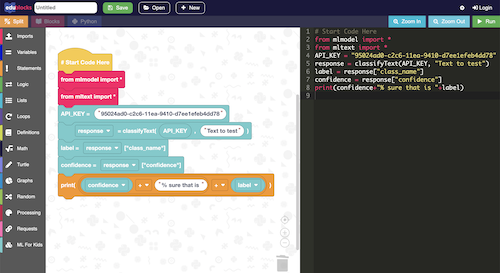 edublocks Untitled Save Open + New Login
Split Blocks Python Zoom In Zoom Out Run
Imports
Variables
Statements
Logic
Lists
Loops
Definitions
Math
Turtle
Graphs
Random
Processing
Requests
ML For Kids
# Start Code Here
from mlmodel import *
from mltext import *
API_KEY = "95024ad0-c2c6-11ea-9410-d7ee1efeb4dd78"
response = classifyText( API_KEY , "Text to test" )
label = response ["class_name"]
confidence = response ["confidence"]
print( confidence + "% sure that is " + label )
1 # Start Code Here
2 from mlmodel import *
3 from mltext import *
4 API_KEY = "95024ad0-c2c6-11ea-9410-d7ee1efeb4dd78"
5 response = classifyText(API_KEY, "Text to test")
6 label = response["class_name"]
7 confidence = response["confidence"]
8 print(confidence+"% sure that is "+label)
9